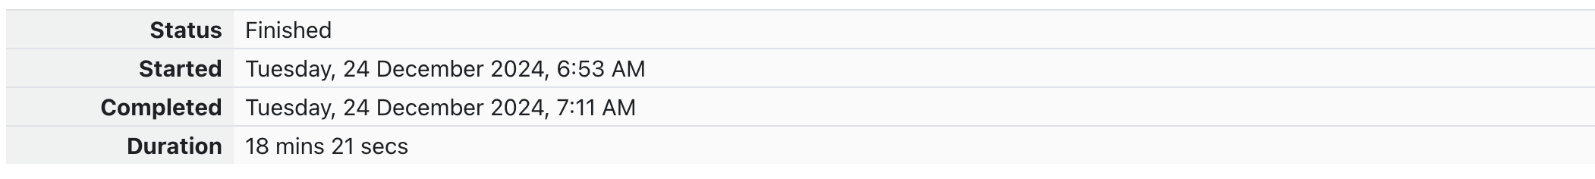 Status Finished
Started Tuesday, 24 December 2024, 6:53 AM
Completed Tuesday, 24 December 2024, 7:11 AM
Duration 18 mins 21 secs